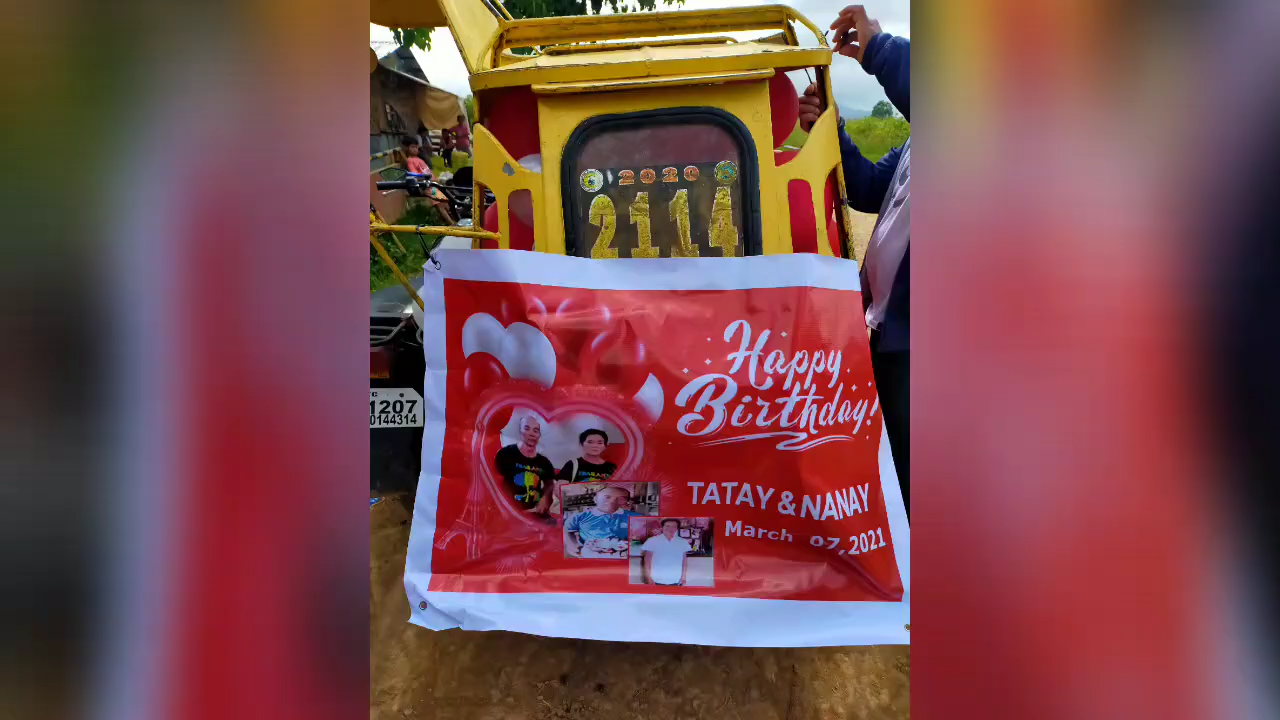 2020
2114
1207
0144314
Happy
Birthday!
TATAY & NANAY
March 07, 2021